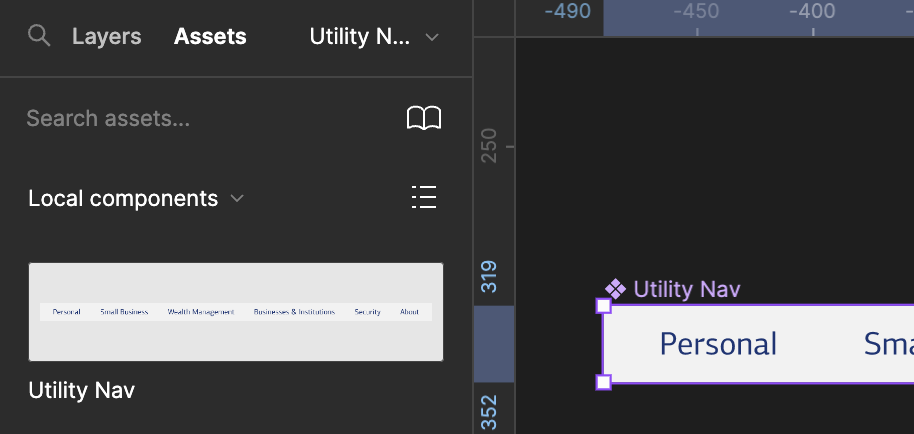 Layers Assets Utility N...
Search assets...
Local components
Personal Small Business Wealth Management Businesses & Institutions Security About
Utility Nav
-490 -450 -400
250
319
352
Utility Nav
Personal Sma